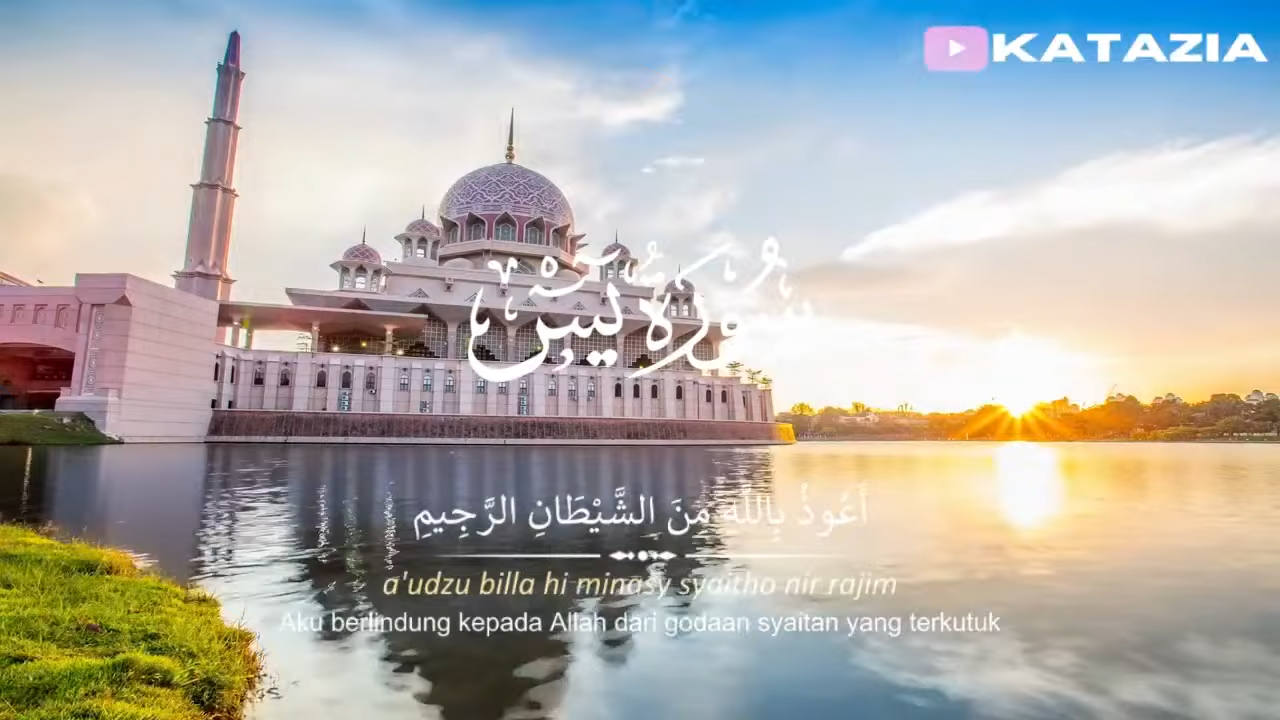 KATAZIA
سُورَةُ يٰسٓ
أَعُوذُ بِاللَّهِ مِنَ الشَّيْطَانِ الرَّجِيمِ
a'udzu billa hi minasy syaitho nir rajim
Aku berlindung kepada Allah dari godaan syaitan yang terkutuk